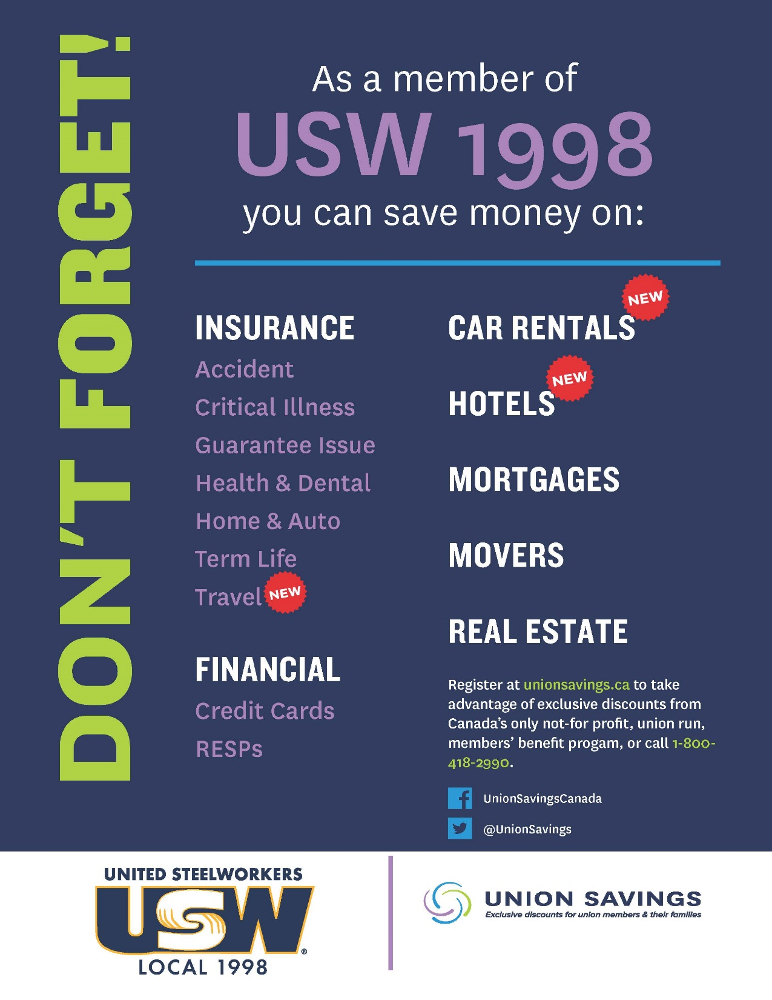 DON'T FORGET!
As a member of
USW 1998
you can save money on:
INSURANCE
Accident
Critical Illness
Guarantee Issue
Health & Dental
Home & Auto
Term Life
Travel NEW
FINANCIAL
Credit Cards
RESPs
NEW
CAR RENTALS
NEW
HOTELS
MORTGAGES
MOVERS
REAL ESTATE
Register at unionsavings.ca to take
advantage of exclusive discounts from
Canada's only not-for profit, union run,
members' benefit progam, or call 1-800-
418-2990.
UnionSavingsCanada
@UnionSavings
UNITED STEELWORKERS
USW®
LOCAL 1998
UNION SAVINGS
Exclusive discounts for union members & their families